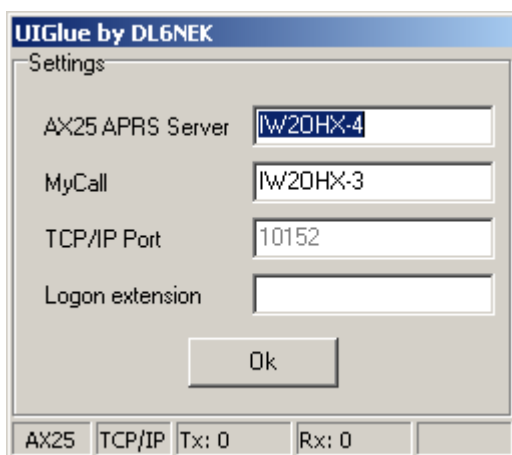 UIGlue by DL6NEK
Settings
AX25 APRS Server IW2OHX-4
MyCall IW2OHX-3
TCP/IP Port 10152
Logon extension
Ok
AX25 TCP/IP Tx: 0 Rx: 0